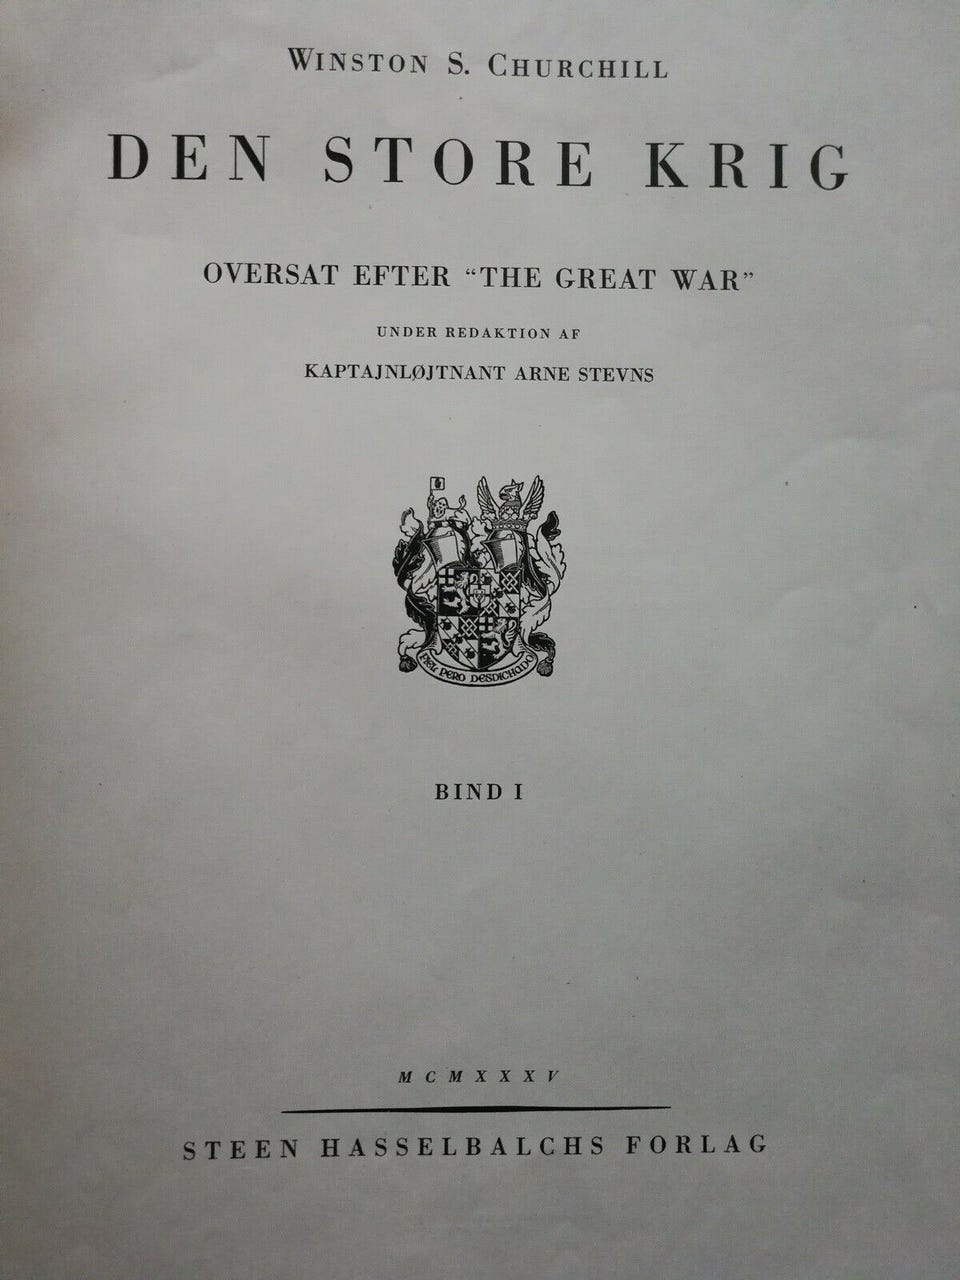 WINSTON S. CHURCHILL
DEN STORE KRIG
OVERSAT EFTER “THE GREAT WAR”
UNDER REDAKTION AF
KAPTAJNLØJTNANT ARNE STEVNS
FIEL PERO DESDICHADO
BIND I
MCMXXXV
STEEN HASSELBALCHS FORLAG